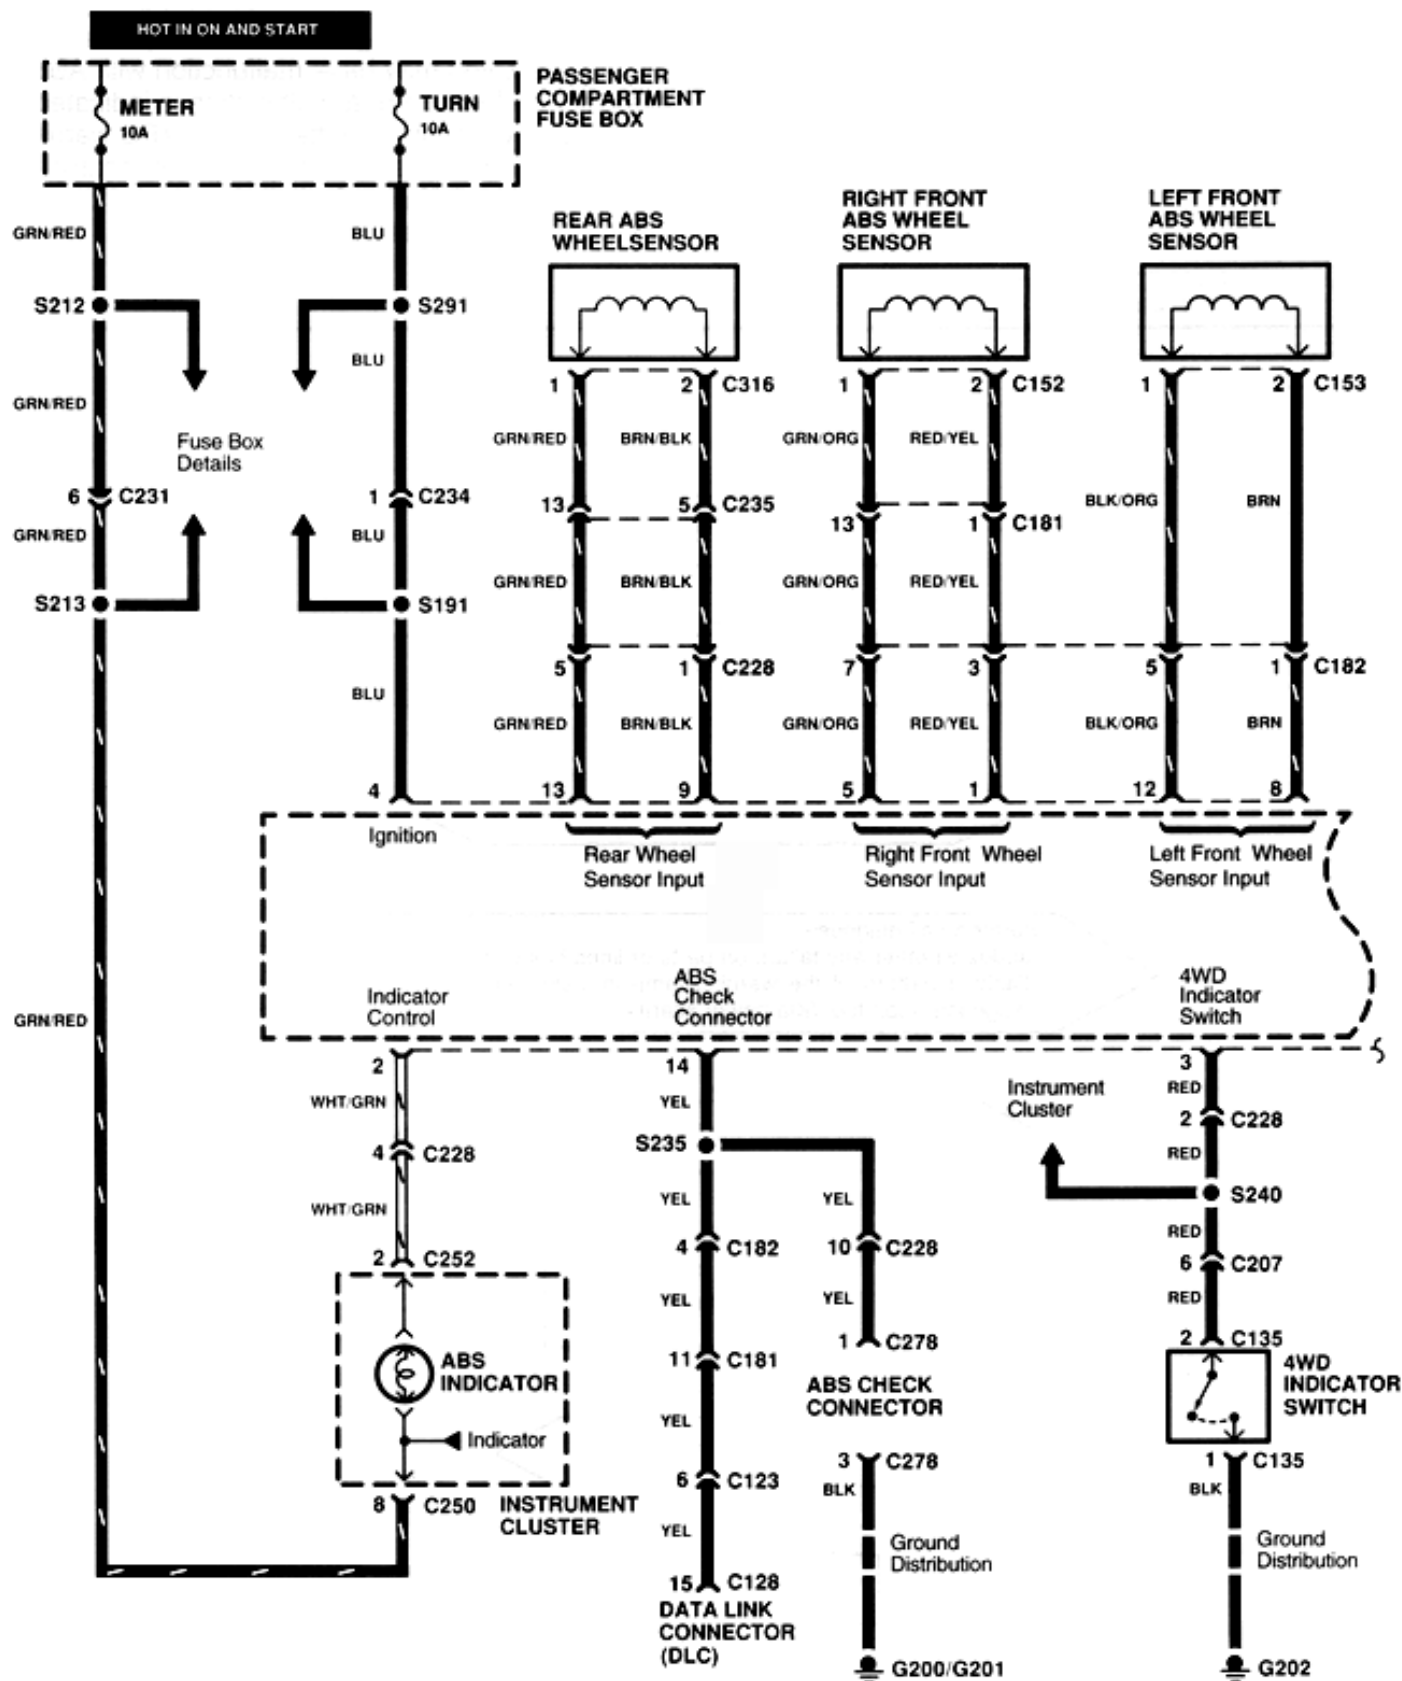 HOT IN ON AND START
METER
10A
TURN
10A
PASSENGER
COMPARTMENT
FUSE BOX
REAR ABS
WHEELSENSOR
RIGHT FRONT
ABS WHEEL
SENSOR
LEFT FRONT
ABS WHEEL
SENSOR
GRN/RED
BLU
S212
S291
BLU
GRN/RED
Fuse Box
Details
6 C231
1 C234
GRN/RED
BLU
S213
S191
BLU
1 2 C316
1 2 C152
1 2 C153
GRN/RED BRN/BLK
GRN/ORG RED/YEL
BLK/ORG BRN
13 5 C235
13 1 C181
GRN/RED BRN/BLK
GRN/ORG RED/YEL
5 1 C228
7 3
5 1 C182
GRN/RED BRN/BLK
GRN/ORG RED/YEL
BLK/ORG BRN
4 13 9 5 1 12 8
Ignition
Rear Wheel
Sensor Input
Right Front Wheel
Sensor Input
Left Front Wheel
Sensor Input
Indicator
Control
ABS
Check
Connector
4WD
Indicator
Switch
GRN/RED
2 14 3
WHT/GRN
YEL
RED
Instrument
Cluster
2 C228
4 C228
S235
RED
S240
WHT/GRN
YEL
YEL
RED
2 C252
4 C182
10 C228
6 C207
YEL
YEL
RED
ABS
INDICATOR
11 C181
1 C278
2 C135
ABS CHECK
CONNECTOR
4WD
INDICATOR
SWITCH
Indicator
YEL
3 C278
1 C135
8 C250
INSTRUMENT
CLUSTER
6 C123
BLK
BLK
YEL
Ground
Distribution
Ground
Distribution
15 C128
DATA LINK
CONNECTOR
(DLC)
G200/G201
G202